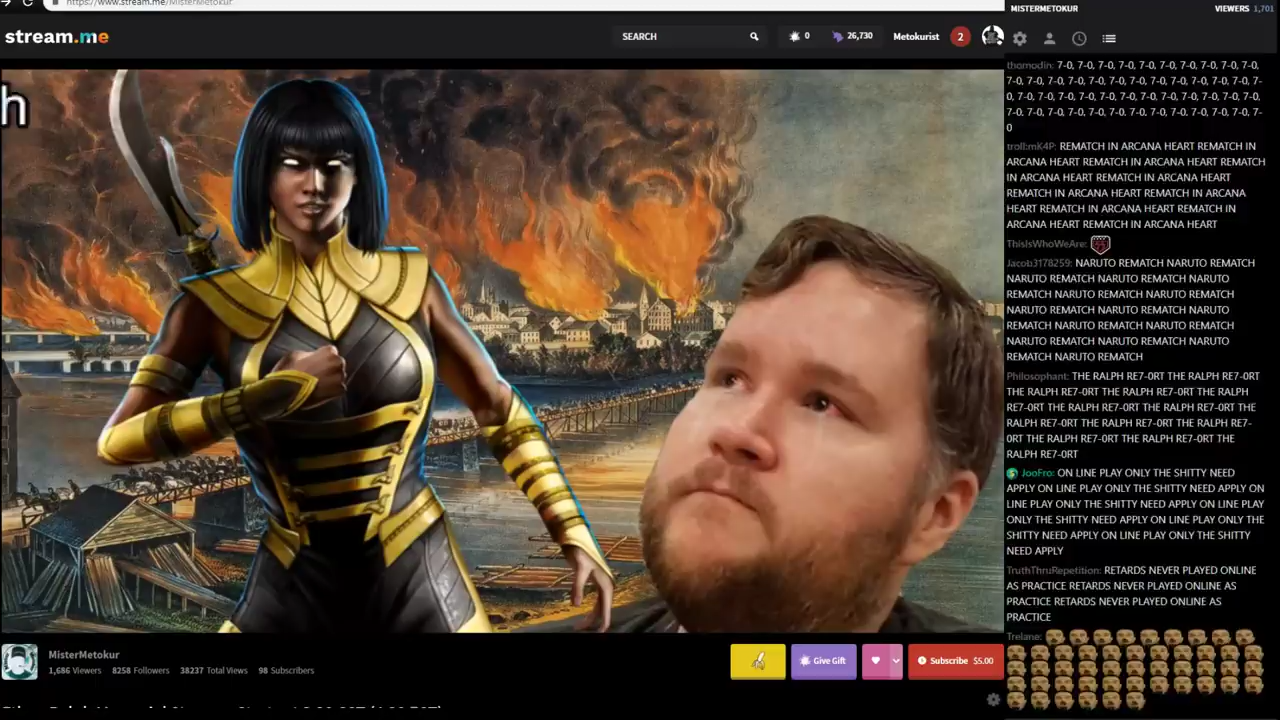 https://www.stream.me/MisterMetokur
stream.me
SEARCH
0
26,730
Metokurist
2
h
MisterMetokur
1,686 Viewers
8258 Followers
38237 Total Views
98 Subscribers
Give Gift
Subscribe $5.00
MISTERMETOKUR
VIEWERS 1,701
thomodin: 7-0, 7-0, 7-0, 7-0, 7-0, 7-0, 7-0, 7-0, 7-0, 7-0,
7-0, 7-0, 7-0, 7-0, 7-0, 7-0, 7-0, 7-0, 7-0, 7-0, 7-0, 7-
0, 7-0, 7-0, 7-0, 7-0, 7-0, 7-0, 7-0, 7-0, 7-0, 7-0, 7-0,
7-0, 7-0, 7-0, 7-0, 7-0, 7-0, 7-0, 7-0, 7-0, 7-0, 7-0, 7-
0
troll:mK4P: REMATCH IN ARCANA HEART REMATCH IN
ARCANA HEART REMATCH IN ARCANA HEART REMATCH
IN ARCANA HEART REMATCH IN ARCANA HEART
REMATCH IN ARCANA HEART REMATCH IN ARCANA
HEART REMATCH IN ARCANA HEART REMATCH IN
ARCANA HEART REMATCH IN ARCANA HEART
ThisIsWhoWeAre:
Jacob3178259: NARUTO REMATCH NARUTO REMATCH
NARUTO REMATCH NARUTO REMATCH NARUTO
REMATCH NARUTO REMATCH NARUTO REMATCH
NARUTO REMATCH NARUTO REMATCH NARUTO
REMATCH NARUTO REMATCH NARUTO REMATCH
NARUTO REMATCH NARUTO REMATCH NARUTO
REMATCH NARUTO REMATCH
Philosophant: THE RALPH RE7-0RT THE RALPH RE7-0RT
THE RALPH RE7-0RT THE RALPH RE7-0RT THE RALPH
RE7-0RT THE RALPH RE7-0RT THE RALPH RE7-0RT THE
RALPH RE7-0RT THE RALPH RE7-0RT THE RALPH RE7-
0RT THE RALPH RE7-0RT THE RALPH RE7-0RT THE
RALPH RE7-0RT
JooFro: ON LINE PLAY ONLY THE SHITTY NEED
APPLY ON LINE PLAY ONLY THE SHITTY NEED APPLY ON
LINE PLAY ONLY THE SHITTY NEED APPLY ON LINE PLAY
ONLY THE SHITTY NEED APPLY ON LINE PLAY ONLY THE
SHITTY NEED APPLY ON LINE PLAY ONLY THE SHITTY
NEED APPLY
TruthThruRepetition: RETARDS NEVER PLAYED ONLINE
AS PRACTICE RETARDS NEVER PLAYED ONLINE AS
PRACTICE RETARDS NEVER PLAYED ONLINE AS
PRACTICE
Trelane: